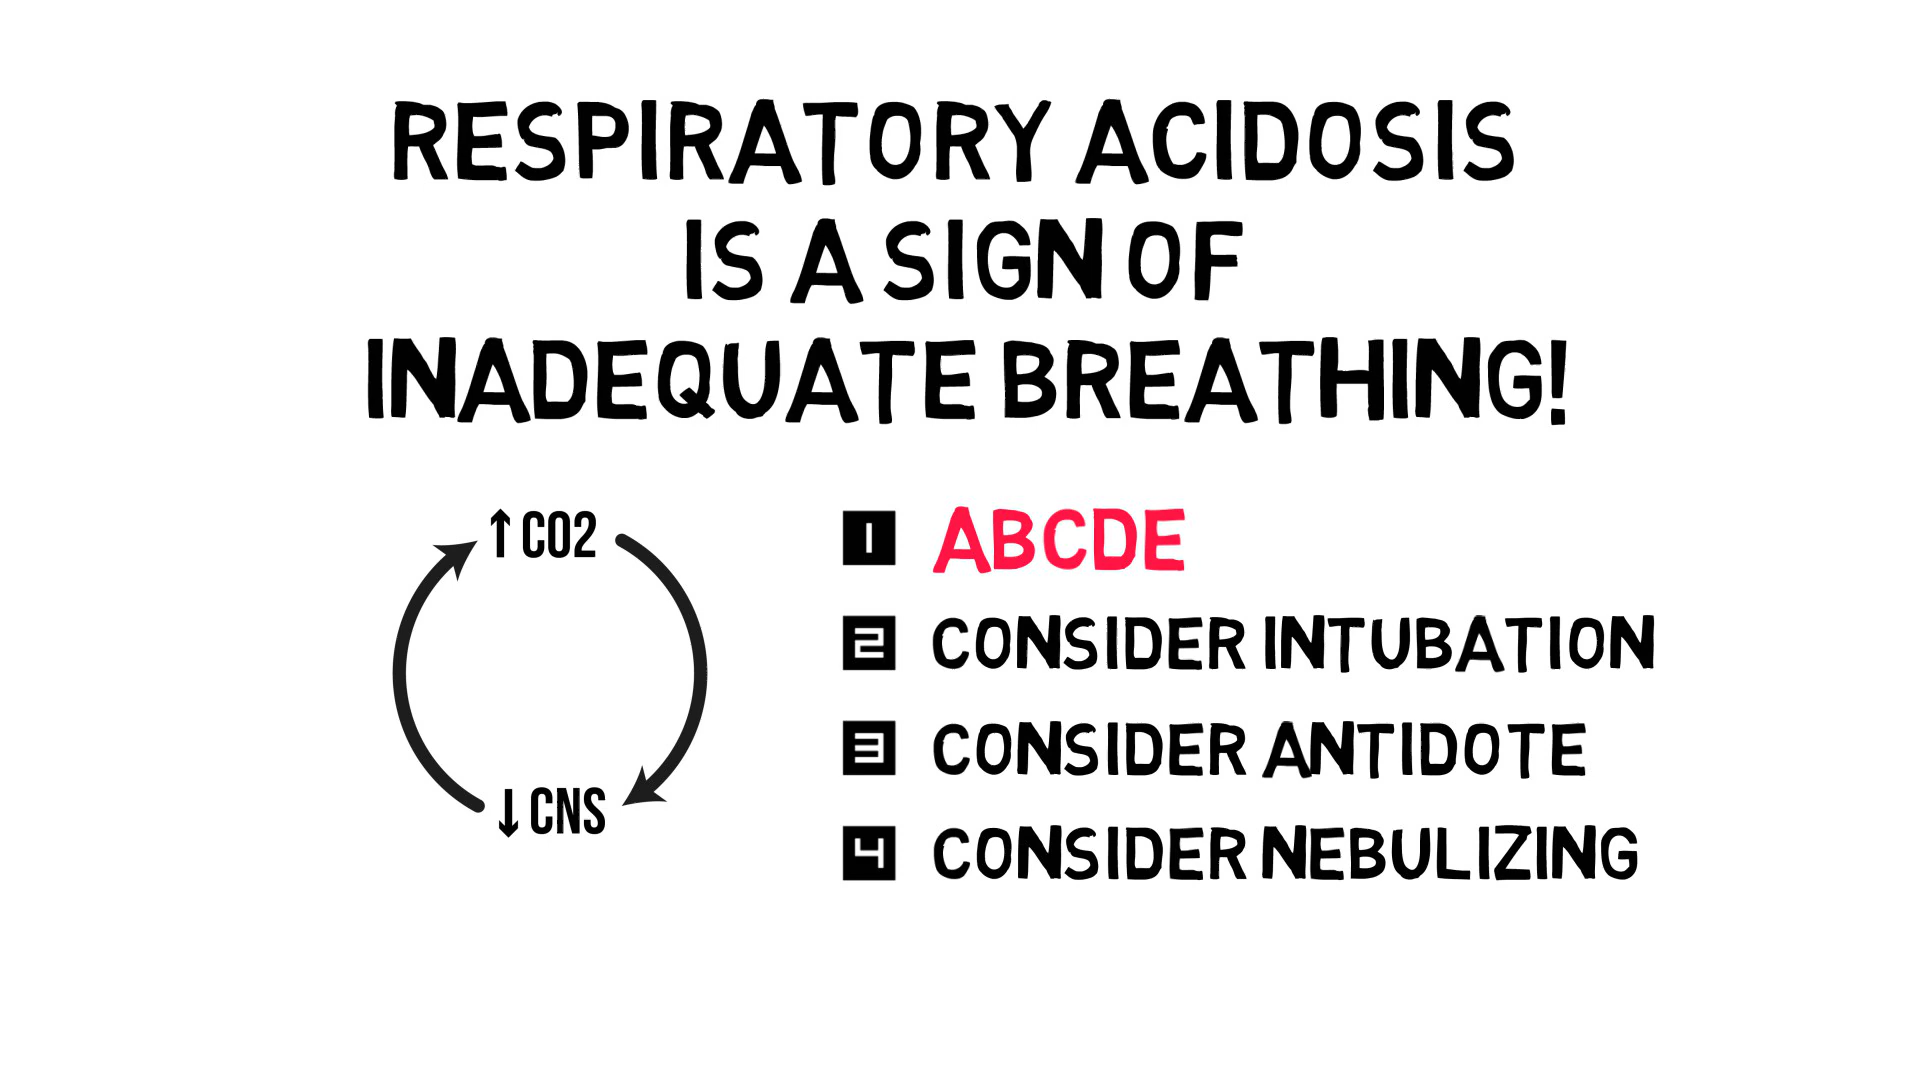 RESPIRATORY ACIDOSIS
IS A SIGN OF
INADEQUATE BREATHING!
↑ CO2
↓ CNS
1 ABCDE
2 CONSIDER INTUBATION
3 CONSIDER ANTIDOTE
4 CONSIDER NEBULIZING